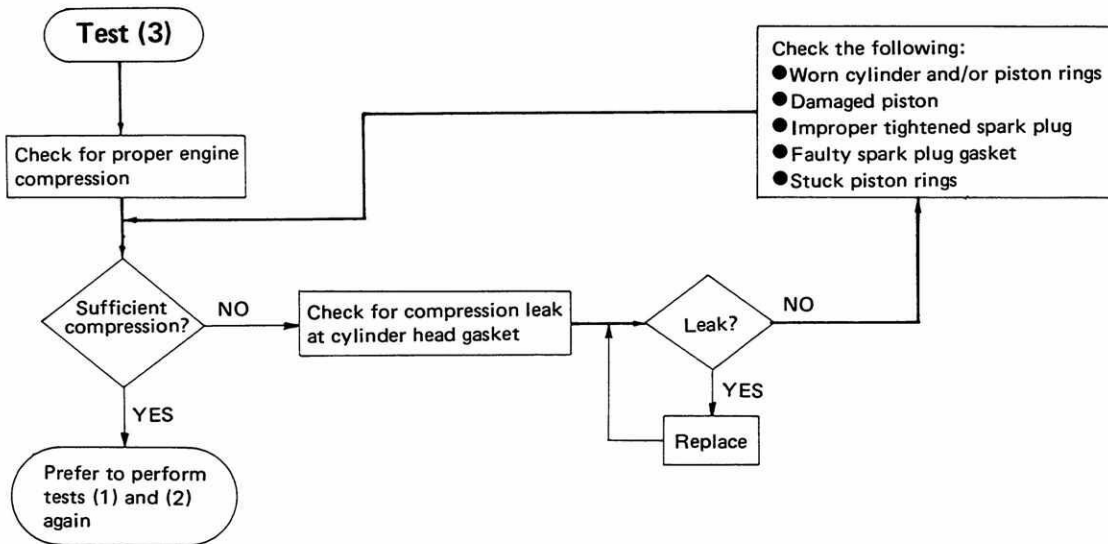 Test (3)
Check for proper engine
compression
Sufficient
compression?
NO
YES
Prefer to perform
tests (1) and (2)
again
Check for compression leak
at cylinder head gasket
Leak?
YES
Replace
NO
Check the following:
●Worn cylinder and/or piston rings
●Damaged piston
●Improper tightened spark plug
●Faulty spark plug gasket
●Stuck piston rings